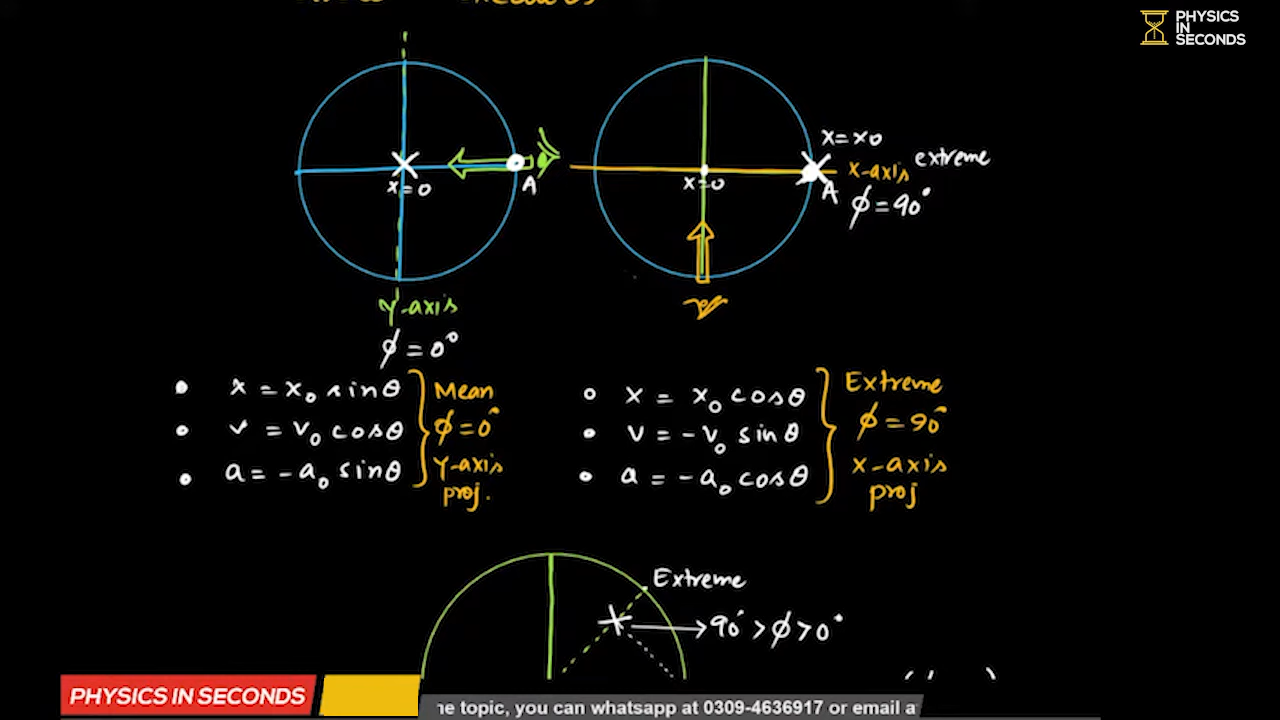 PHYSICS
IN
SECONDS
x=0
A
Y-axis
ϕ=0°
x=x0
x-axis extreme
x=0
A ϕ=90°
• x = x₀ sinθ
• v = v₀ cosθ
• a = -a₀ sinθ
Mean
ϕ=0°
Y-axis
proj.
• x = x₀ cosθ
• v = -v₀ sinθ
• a = -a₀ cosθ
Extreme
ϕ=90°
x-axis
proj
Extreme
90°>ϕ>0°
PHYSICS IN SECONDS
ne topic, you can whatsapp at 0309-4636917 or email a